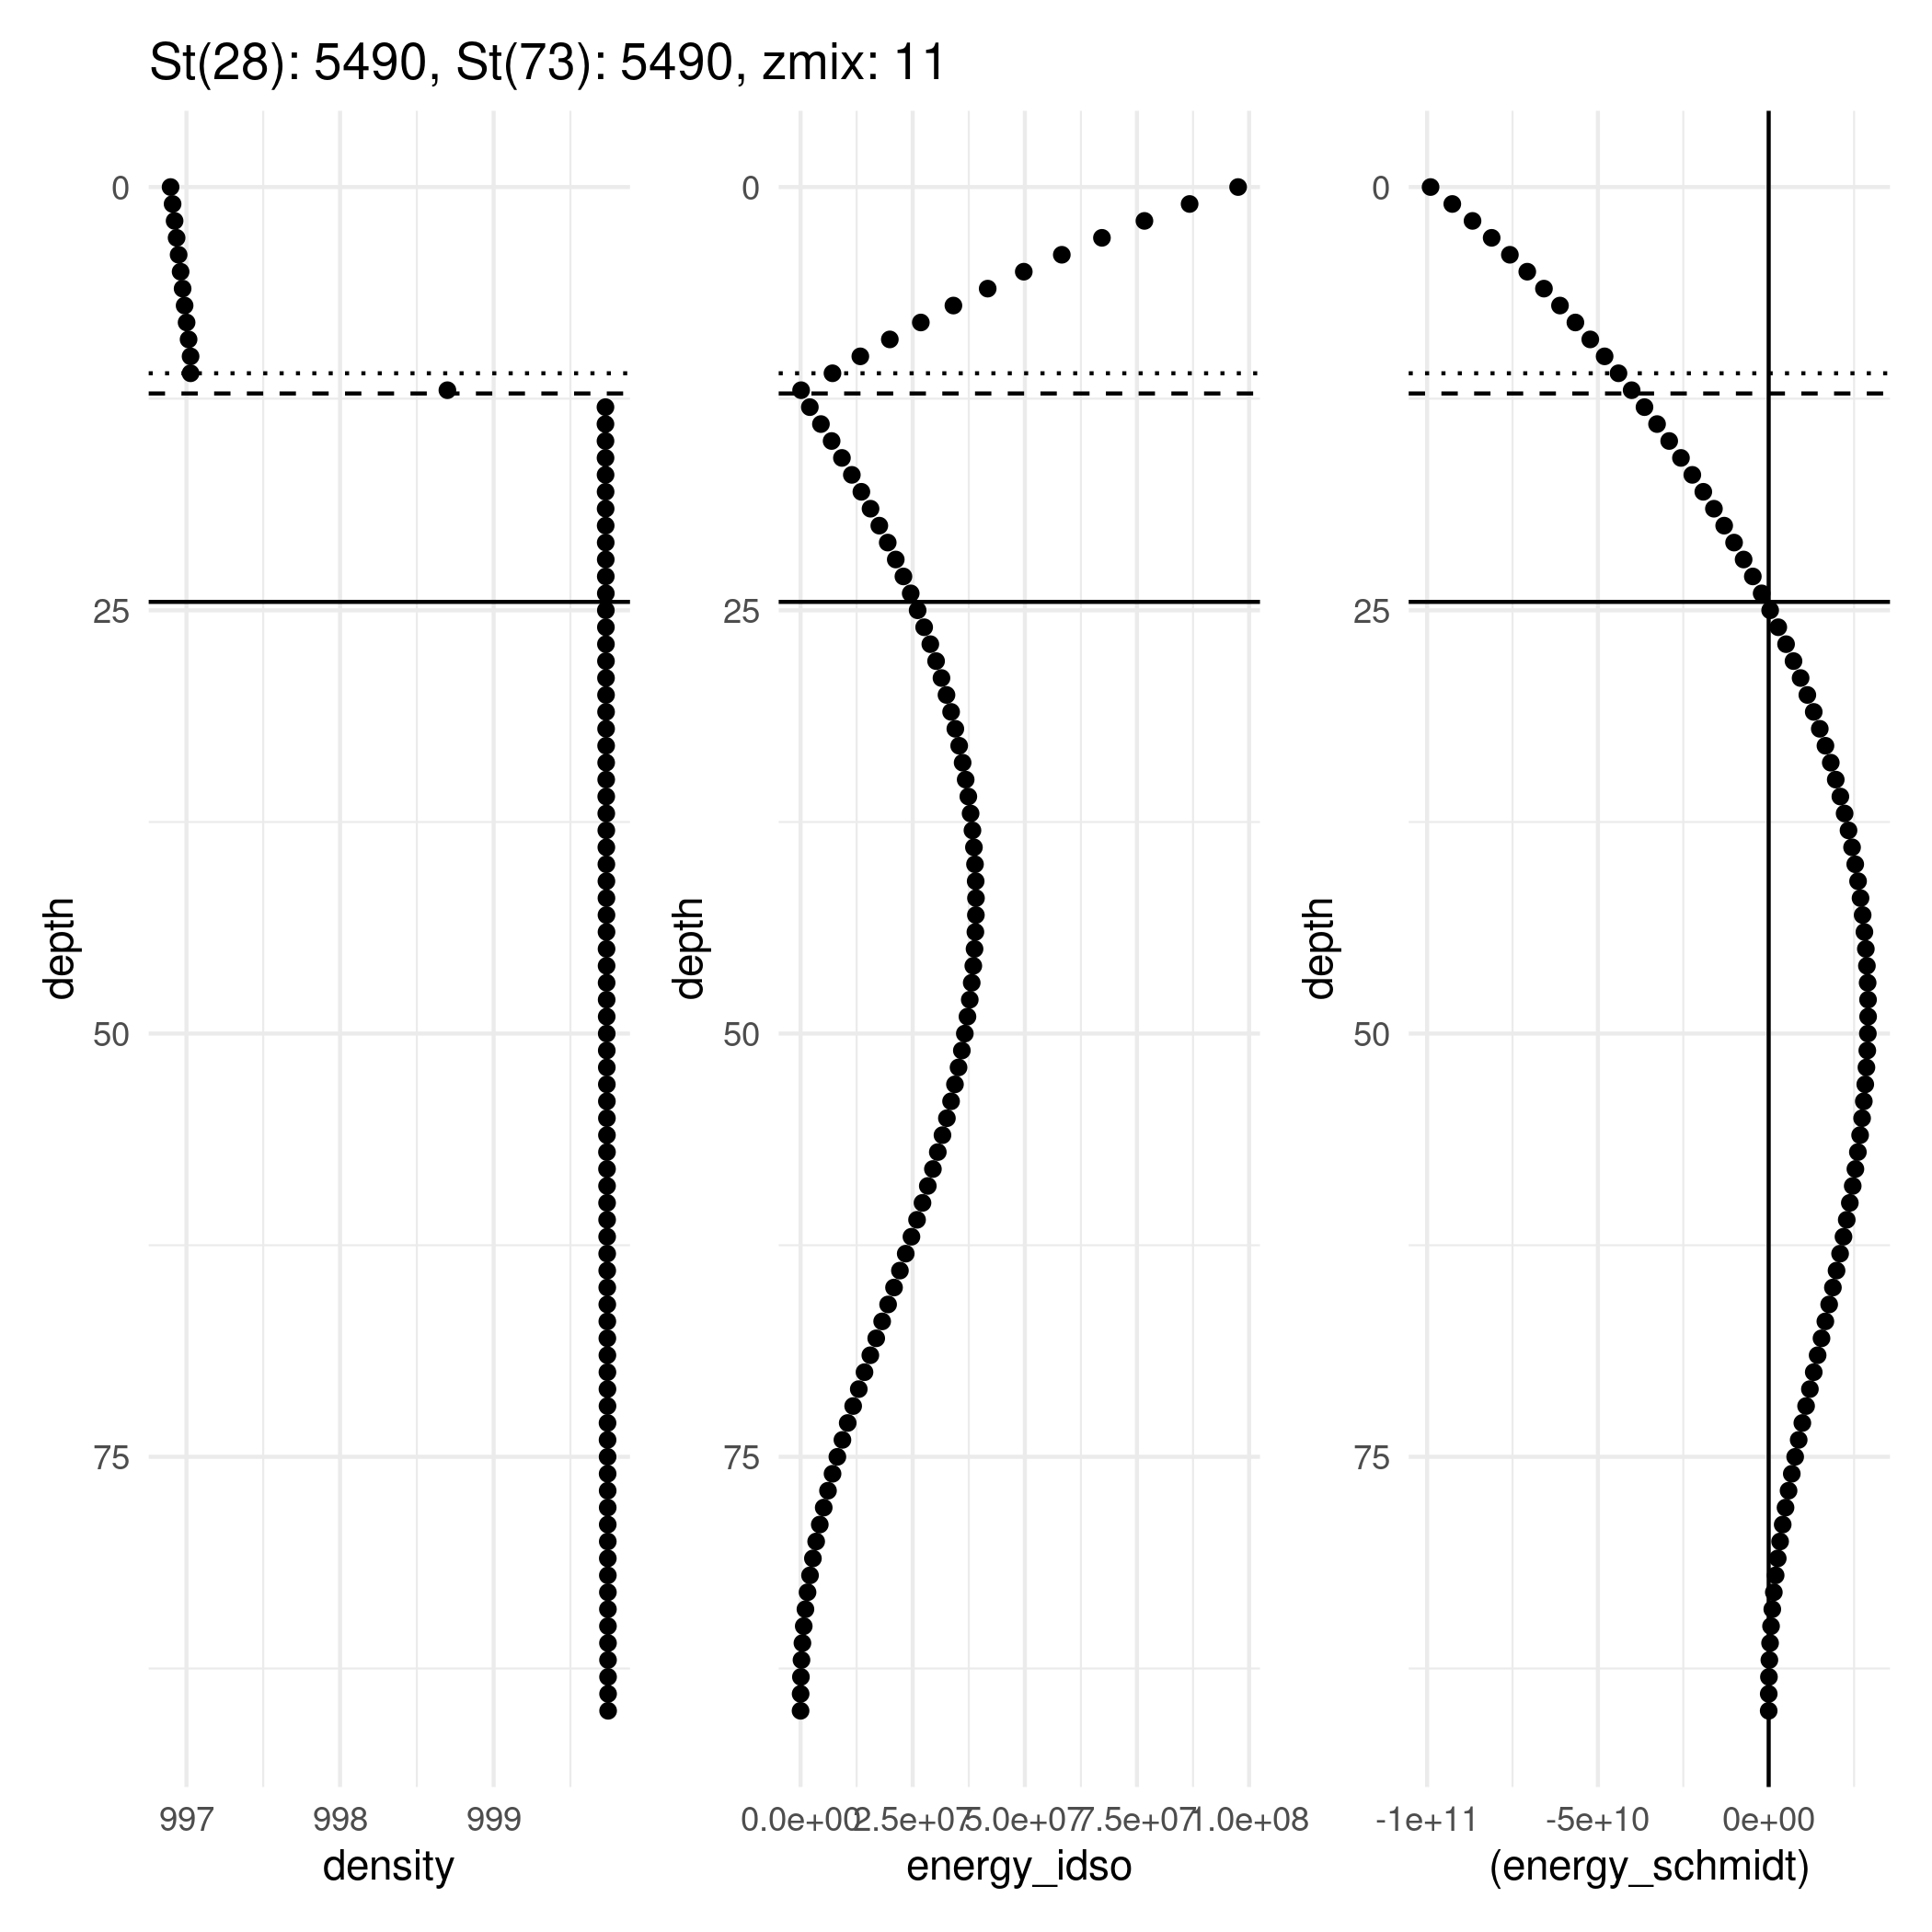 St(28): 5490, St(73): 5490, zmix: 11
depth
0
25
50
75
997
998
999
density
depth
0
25
50
75
0.0e+00
2.5e+07
5.0e+07
7.5e+07
1.0e+08
energy_idso
depth
0
25
50
75
-1e+11
-5e+10
0e+00
(energy_schmidt)